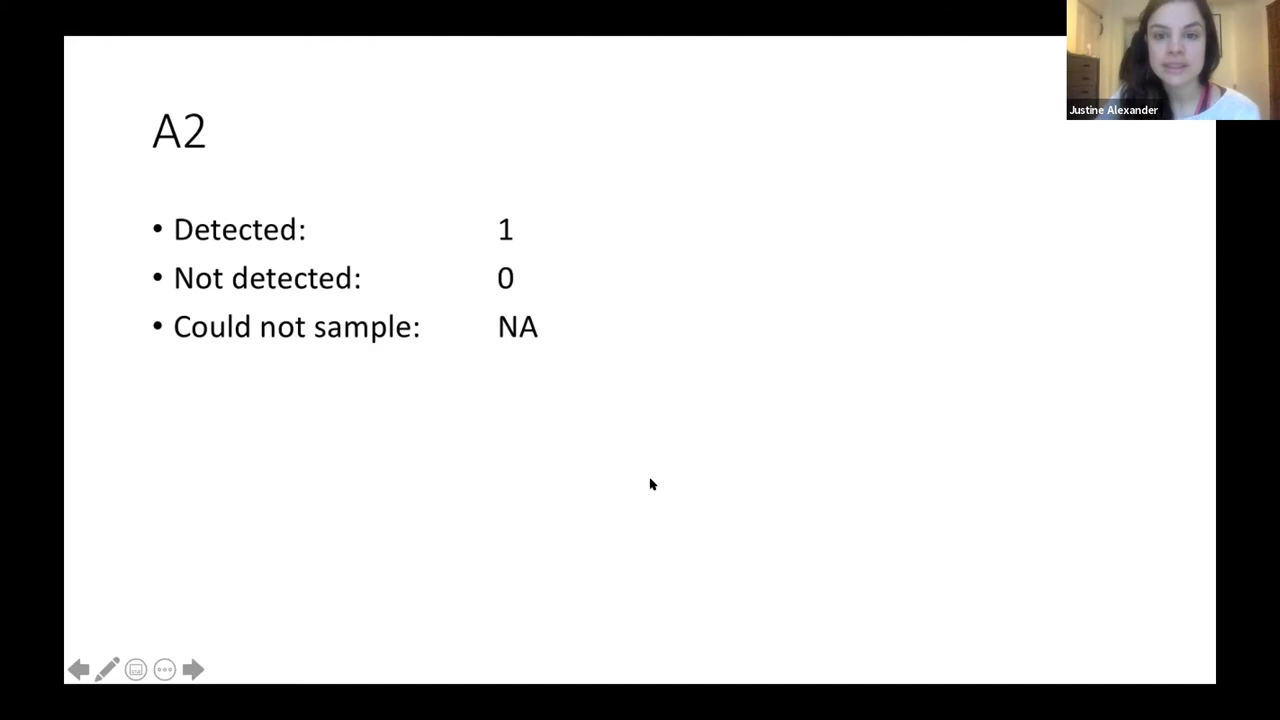 A2
• Detected: 1
• Not detected: 0
• Could not sample: NA
Justine Alexander